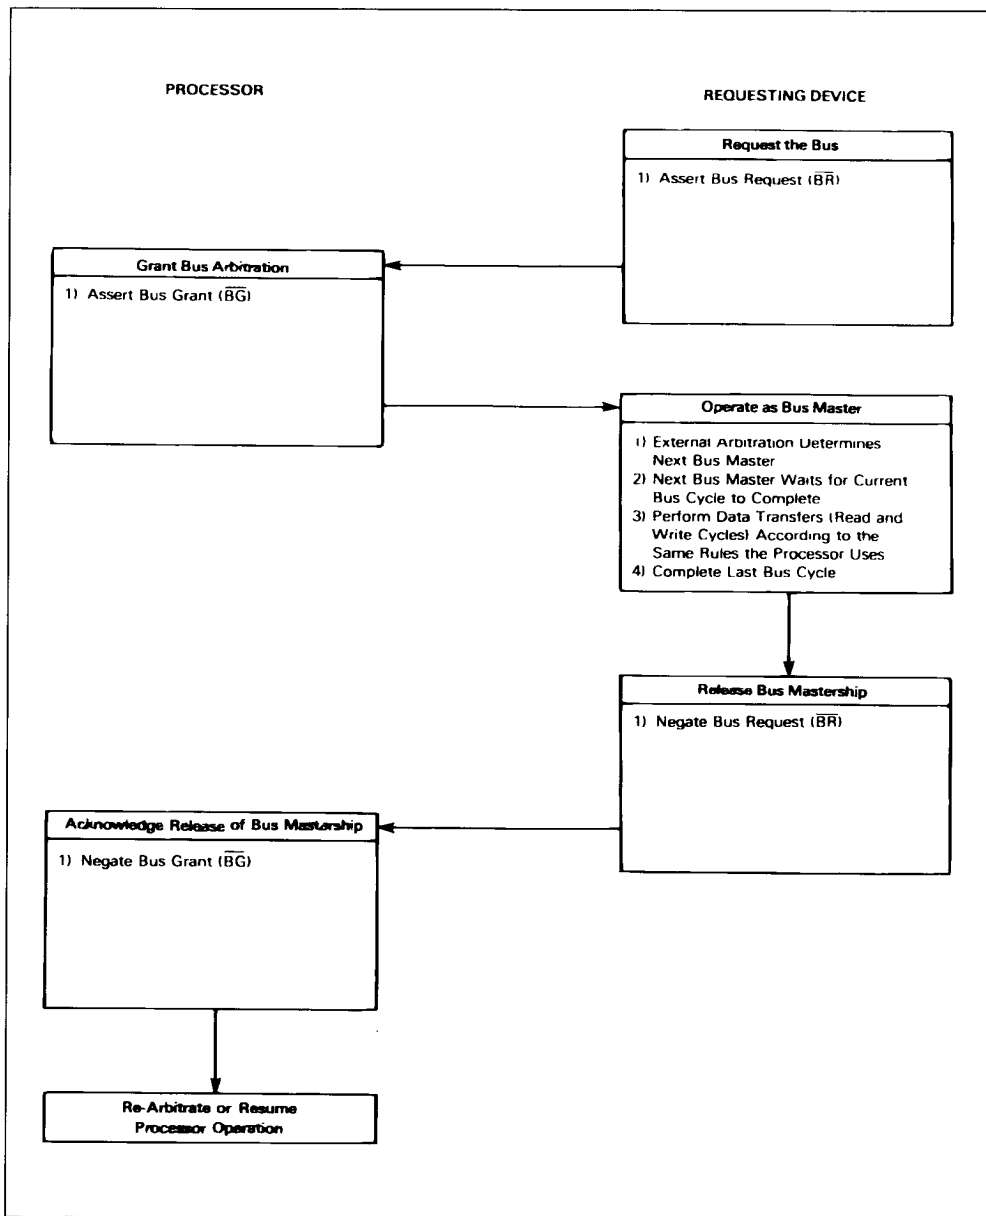 PROCESSOR
REQUESTING DEVICE
Request the Bus
1) Assert Bus Request (B̅R̅)
Grant Bus Arbitration
1) Assert Bus Grant (B̅G̅)
Operate as Bus Master
1) External Arbitration Determines
Next Bus Master
2) Next Bus Master Waits for Current
Bus Cycle to Complete
3) Perform Data Transfers (Read and
Write Cycles) According to the
Same Rules the Processor Uses
4) Complete Last Bus Cycle
Release Bus Mastership
1) Negate Bus Request (B̅R̅)
Acknowledge Release of Bus Mastership
1) Negate Bus Grant (B̅G̅)
Re-Arbitrate or Resume
Processor Operation